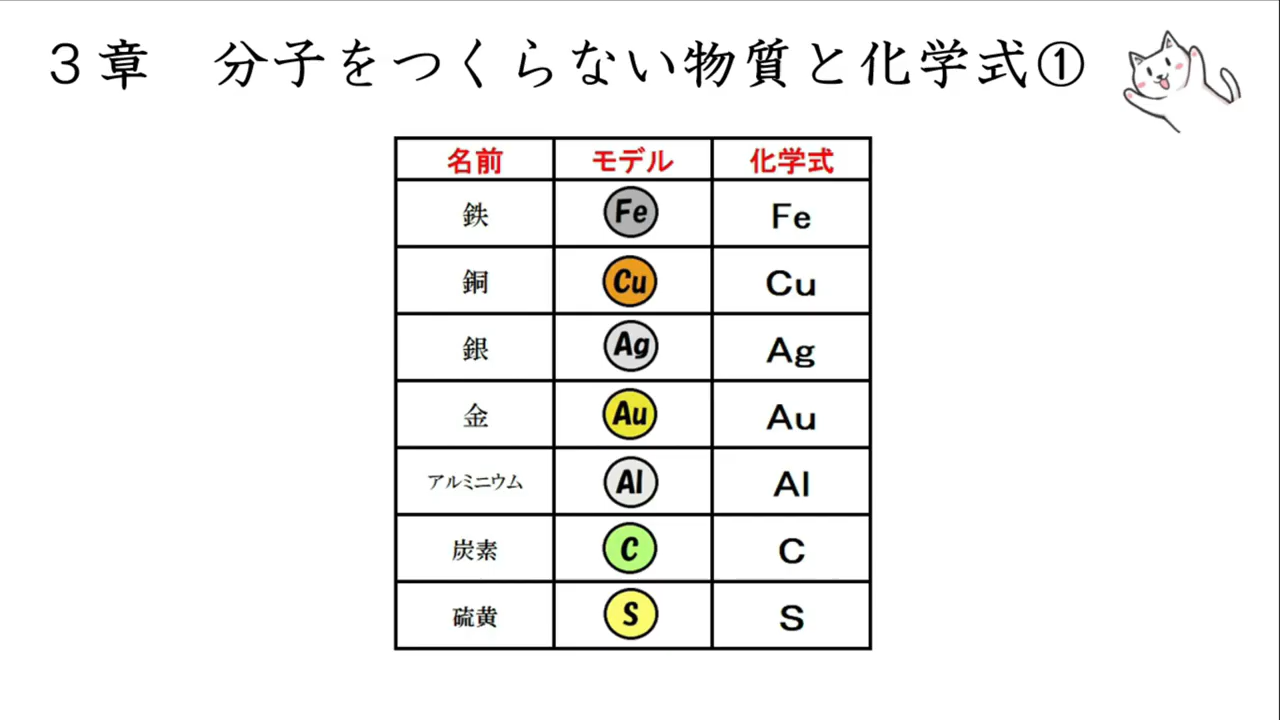 ３章　分子をつくらない物質と化学式①
名前 モデル 化学式
鉄 Fe Fe
銅 Cu Cu
銀 Ag Ag
金 Au Au
アルミニウム Al Al
炭素 C C
硫黄 S S